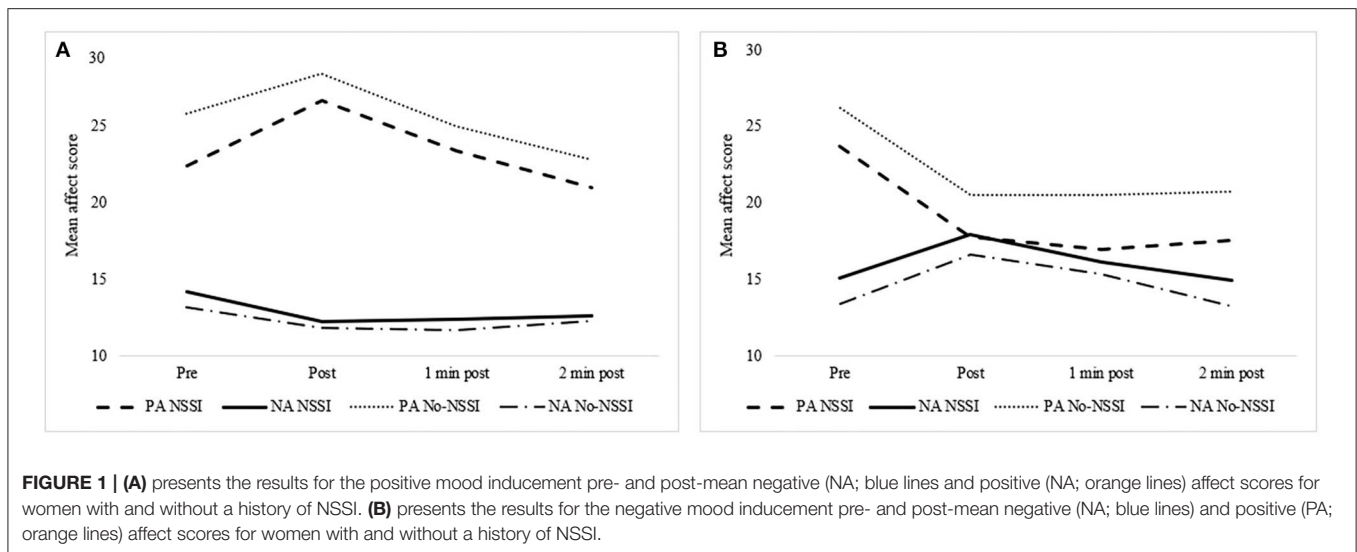 A
30
25
20
15
10
Mean affect score
Pre Post 1 min post 2 min post
PA NSSI NA NSSI PA No-NSSI NA No-NSSI
B
30
25
20
15
10
Mean affect score
Pre Post 1 min post 2 min post
PA NSSI NA NSSI PA No-NSSI NA No-NSSI
FIGURE 1 | (A) presents the results for the positive mood inducement pre- and post-mean negative (NA; blue lines and positive (NA; orange lines) affect scores for
women with and without a history of NSSI. (B) presents the results for the negative mood inducement pre- and post-mean negative (NA; blue lines) and positive (PA;
orange lines) affect scores for women with and without a history of NSSI.